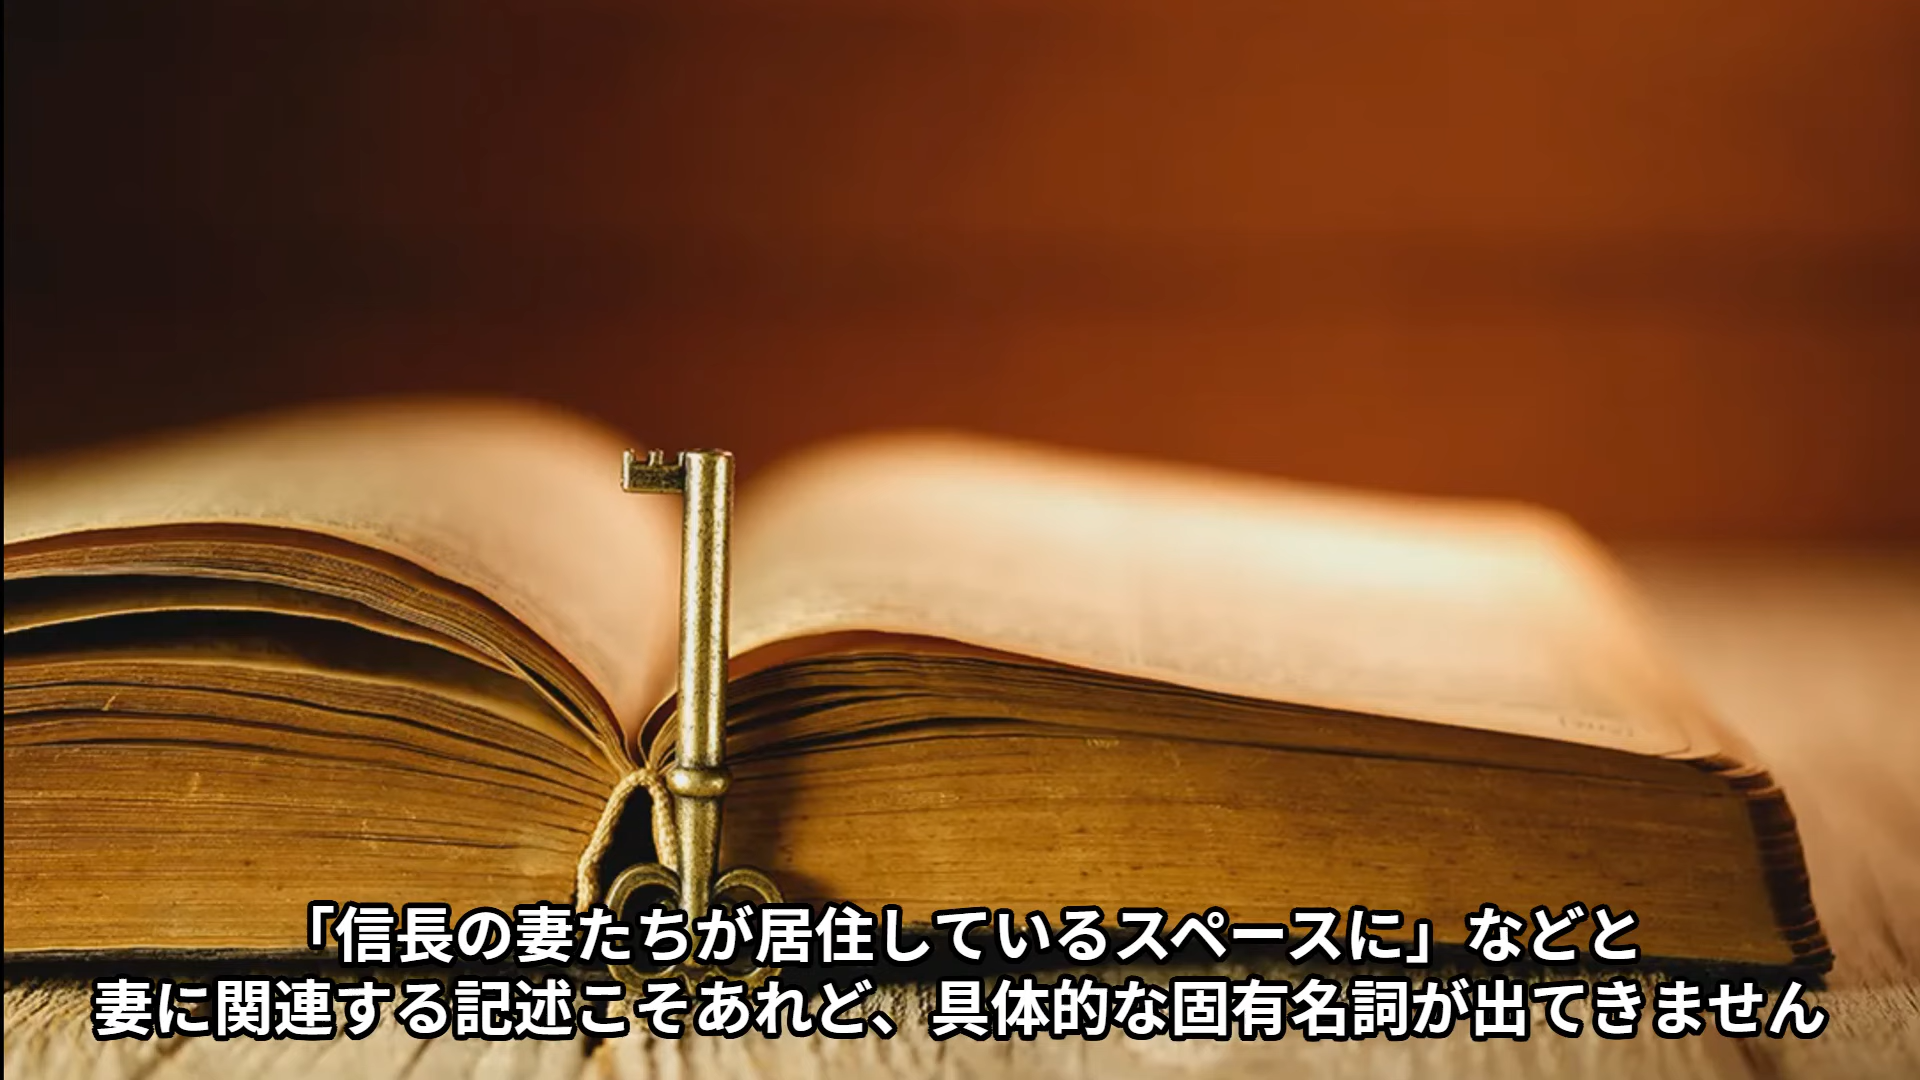 「信長の妻たちが居住しているスペースに」などと
妻に関連する記述こそあれど、具体的な固有名詞が出てきません